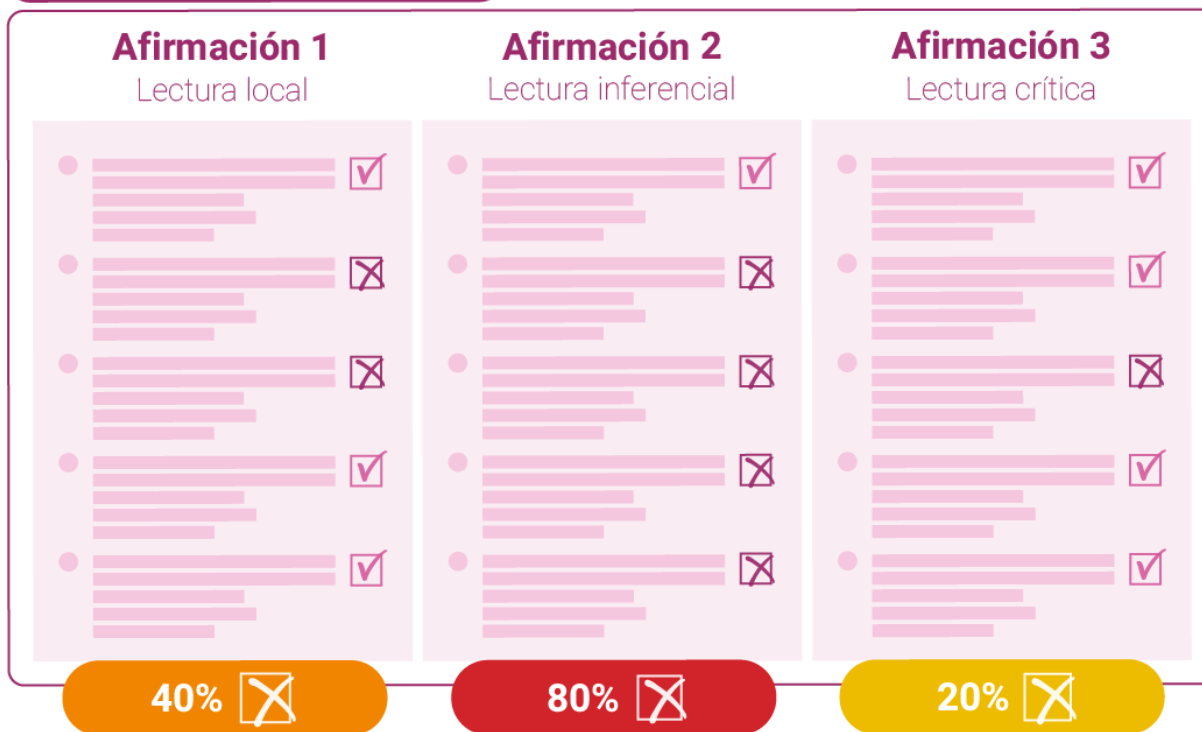 Afirmación 1
Lectura local
Afirmación 2
Lectura inferencial
Afirmación 3
Lectura crítica
40%
80%
20%